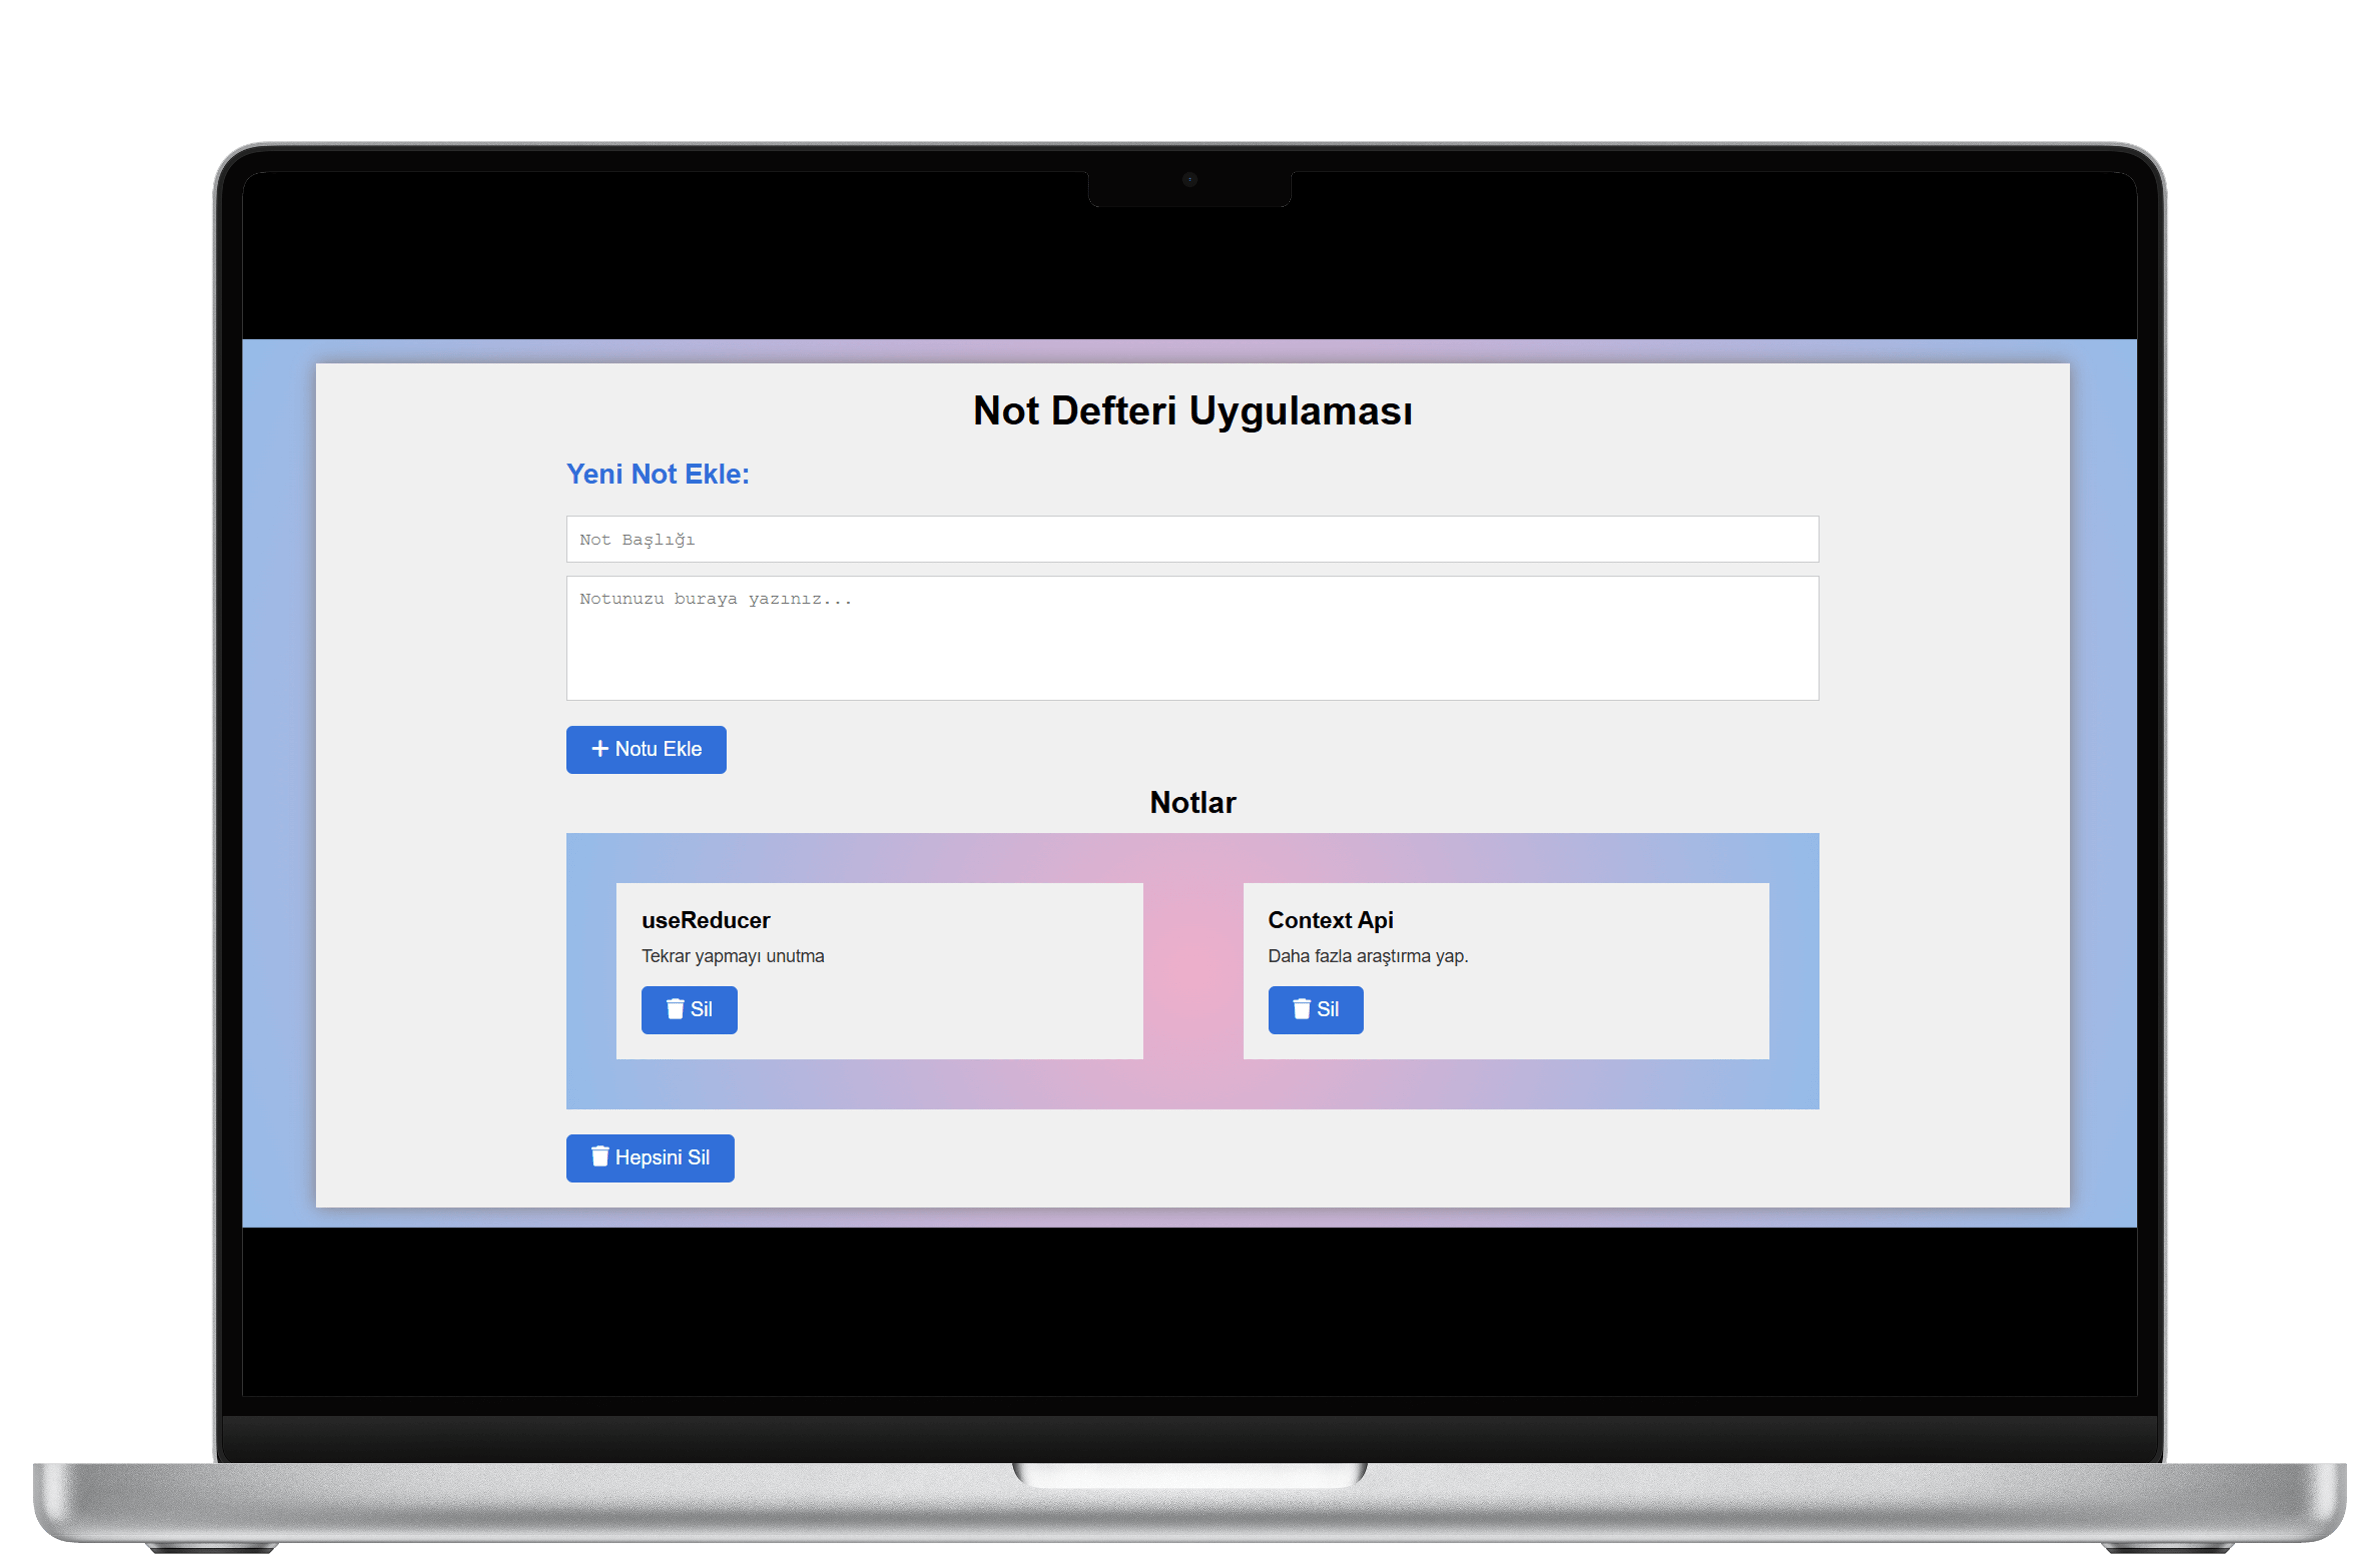 Not Defteri Uygulaması
Yeni Not Ekle:
Not Başlığı
Notunuzu buraya yazınız...
Notu Ekle
Notlar
useReducer
Context Api
Tekrar yapmayı unutma
Daha fazla araştırma yap.
Sil
Sil
Hepsini Sil